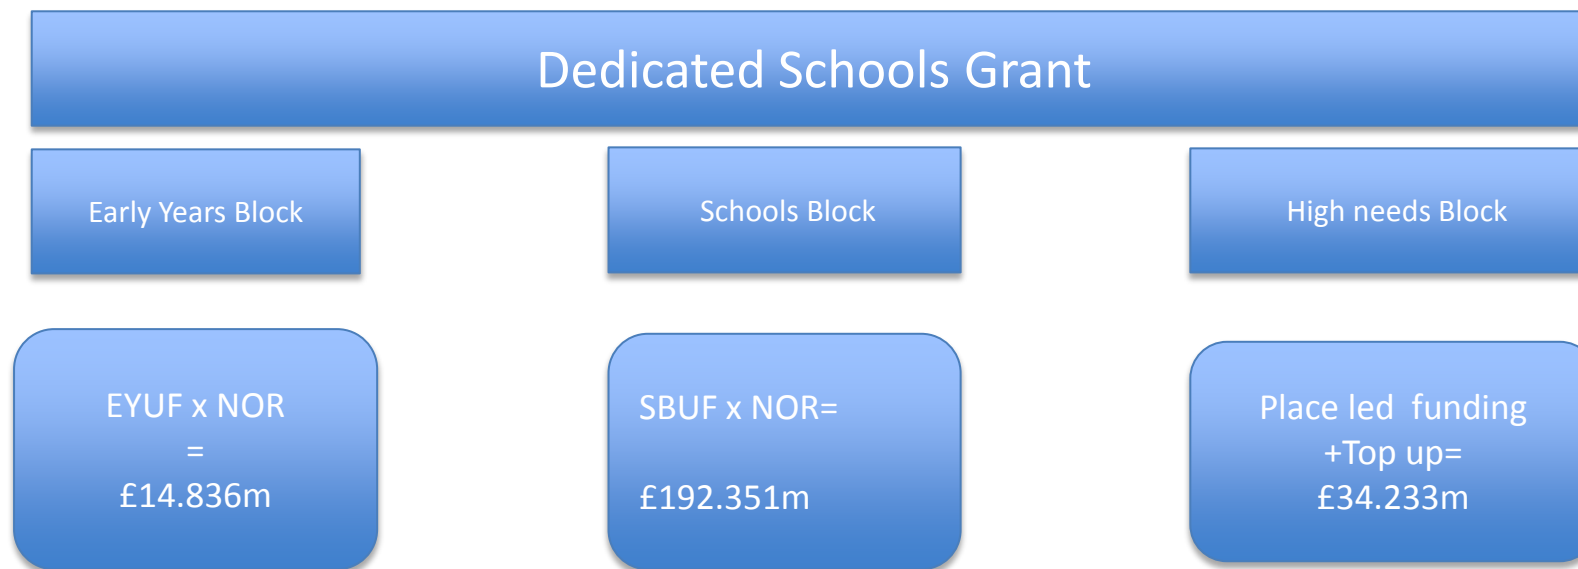 Dedicated Schools Grant
Early Years Block
Schools Block
High needs Block
EYUF x NOR
=
£14.836m
SBUF x NOR=
£192.351m
Place led  funding
+Top up=
£34.233m